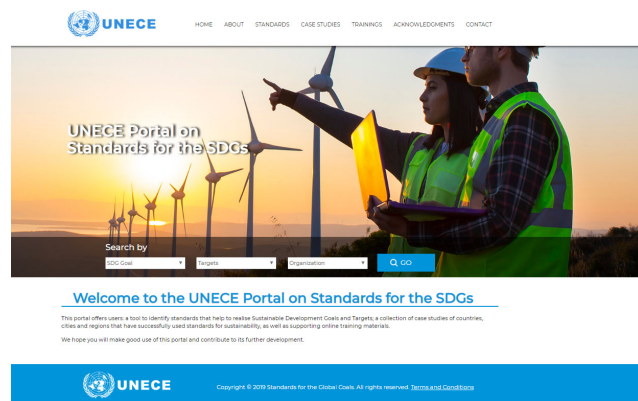 UNECE
HOME ABOUT STANDARDS CASE STUDIES TRAININGS ACKNOWLEDGMENTS CONTACT
UNECE Portal on
Standards for the SDGs
Search by
SDG Goal
Targets
Organization
GO
Welcome to the UNECE Portal on Standards for the SDGs
This portal offers users: a tool to identify standards that help to realise Sustainable Development Goals and Targets; a collection of case studies of countries,
cities and regions that have successfully used standards for sustainability, as well as supporting online training materials.
We hope you will make good use of this portal and contribute to its further development.
UNECE
Copyright © 2019 Standards for the Global Goals. All rights reserved. Terms and Conditions